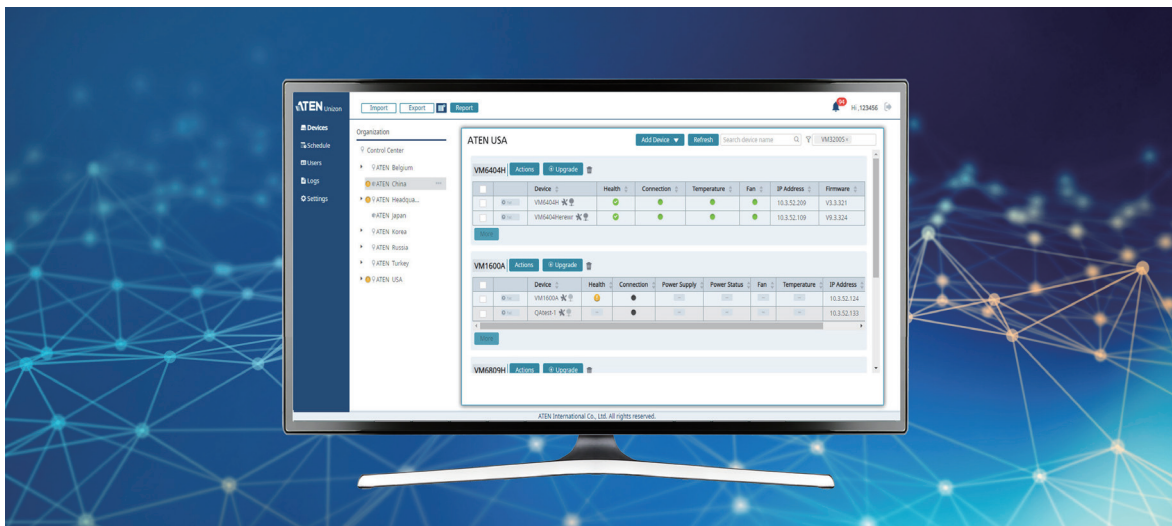 ATEN Unizon
Import Export Report
94 Hi ,123456
Devices
Schedule
Users
Logs
Settings
Organization
Control Center
ATEN Belgium
ATEN China ...
ATEN Headqua...
ATEN Japan
ATEN Korea
ATEN Russia
ATEN Turkey
ATEN USA
ATEN USA Add Device Refresh Search device name VM3200S×
VM6404H Actions Upgrade
Device Health Connection Temperature Fan IP Address Firmware
VM6404H 10.3.52.209 V3.3.321
VM6404Herewr 10.3.52.109 V9.3.324
More
VM1600A Actions Upgrade
Device Health Connection Power Supply Power Status Fan Temperature IP Address
VM1600A 10.3.52.124
QAtest-1 10.3.52.133
More
VM6809H Actions Upgrade
ATEN International Co., Ltd. All rights reserved.